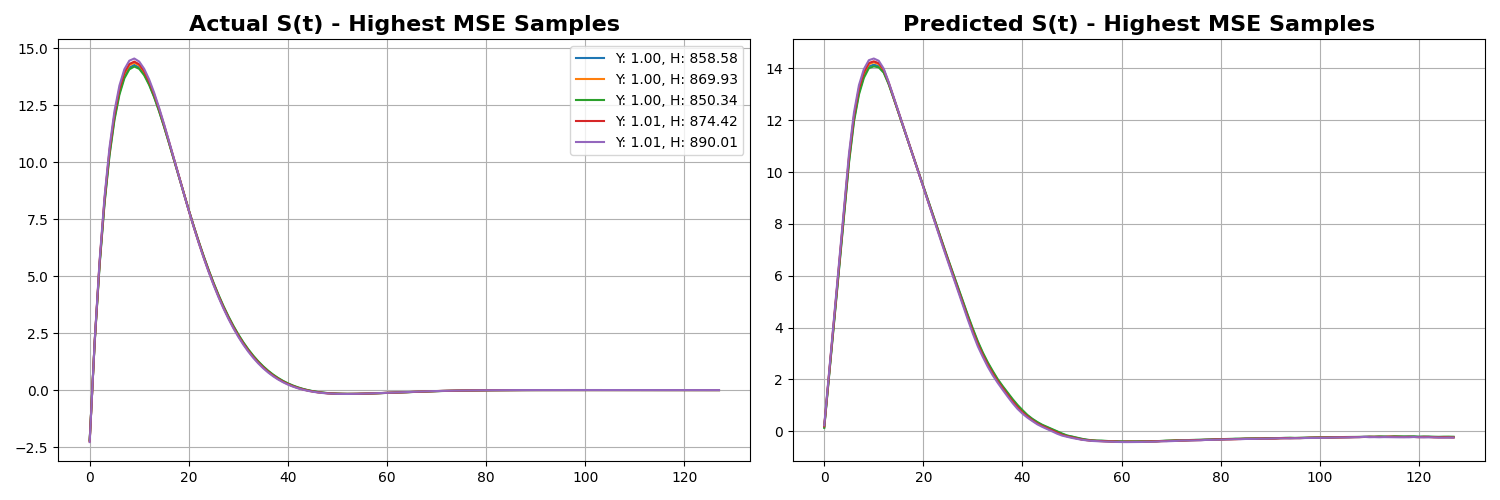 Actual S(t) - Highest MSE Samples
15.0
12.5
10.0
7.5
5.0
2.5
0.0
−2.5
0 20 40 60 80 100 120
Y: 1.00, H: 858.58
Y: 1.00, H: 869.93
Y: 1.00, H: 850.34
Y: 1.01, H: 874.42
Y: 1.01, H: 890.01
Predicted S(t) - Highest MSE Samples
14
12
10
8
6
4
2
0
0 20 40 60 80 100 120